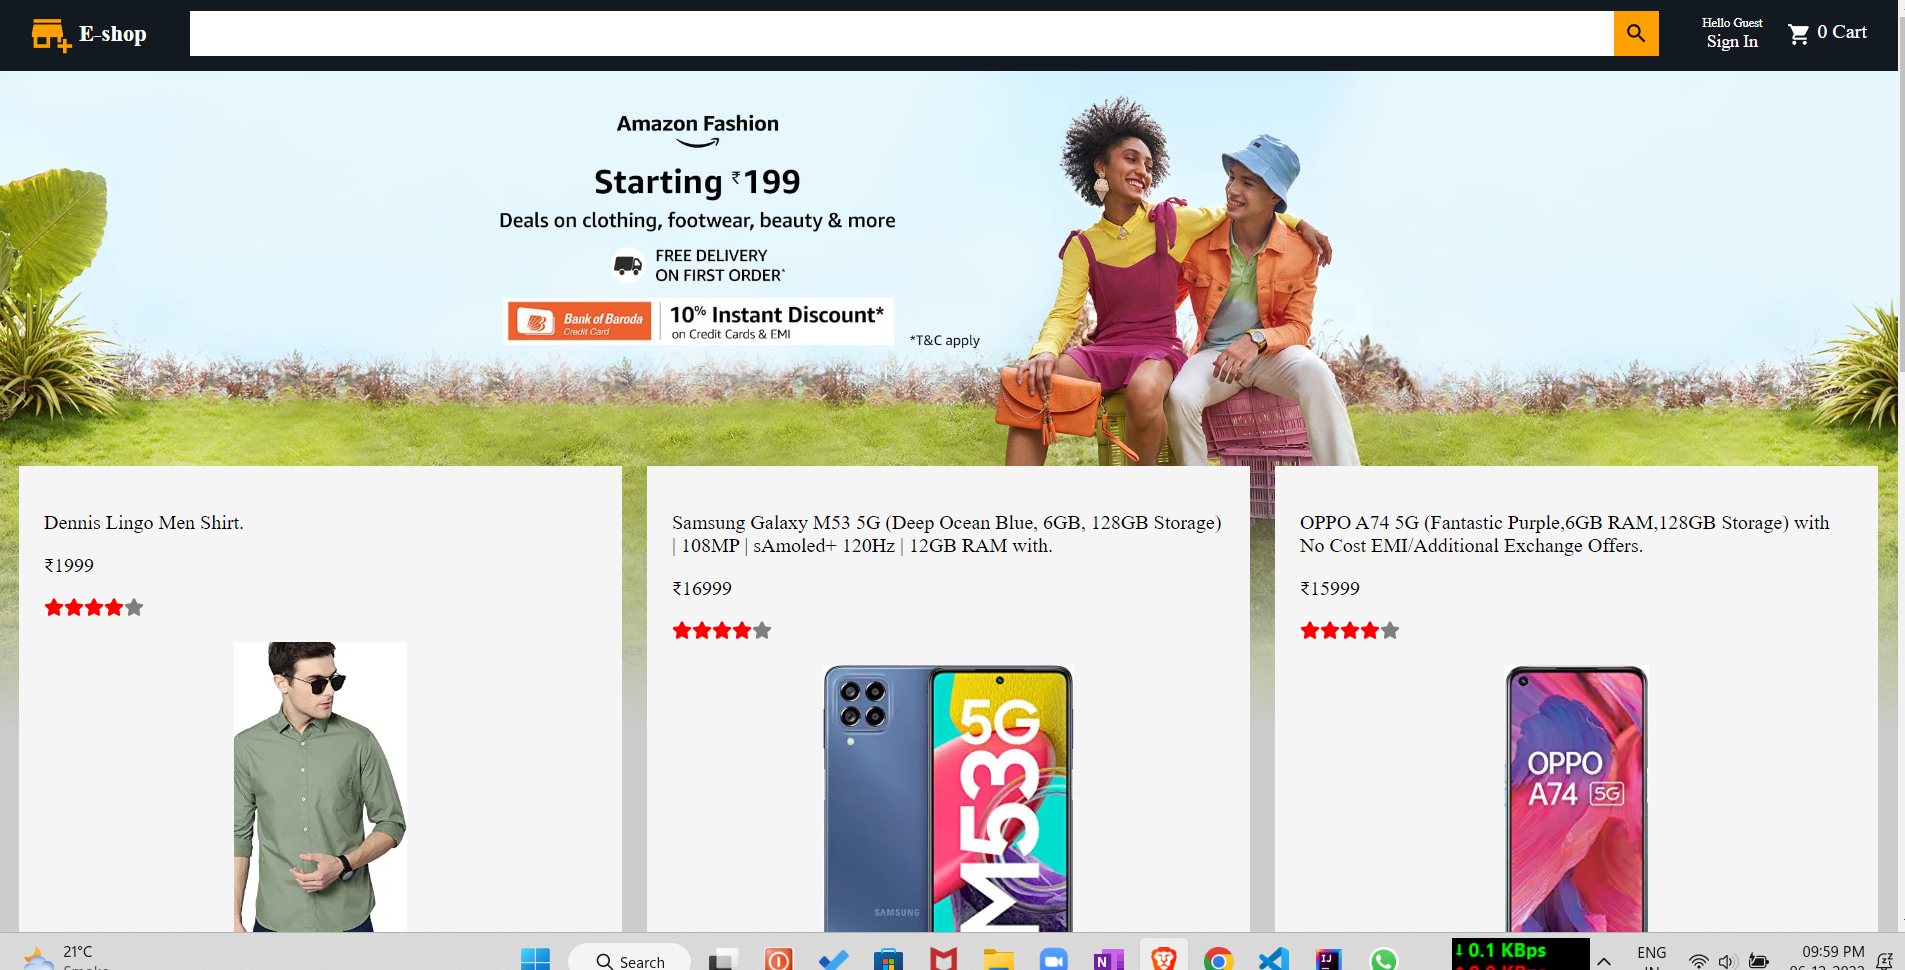 E-shop
Hello Guest
Sign In
0 Cart
Amazon Fashion
Starting ₹199
Deals on clothing, footwear, beauty & more
FREE DELIVERY
ON FIRST ORDER*
Bank of Baroda
Credit Card
10% Instant Discount*
on Credit Cards & EMI
*T&C apply
Dennis Lingo Men Shirt.
₹1999
Samsung Galaxy M53 5G (Deep Ocean Blue, 6GB, 128GB Storage)
| 108MP | sAmoled+ 120Hz | 12GB RAM with.
₹16999
5G
M53
SAMSUNG
OPPO A74 5G (Fantastic Purple,6GB RAM,128GB Storage) with
No Cost EMI/Additional Exchange Offers.
₹15999
OPPO
A74 5G
21°C
Search
↓ 0.1 KBps
ENG
09:59 PM